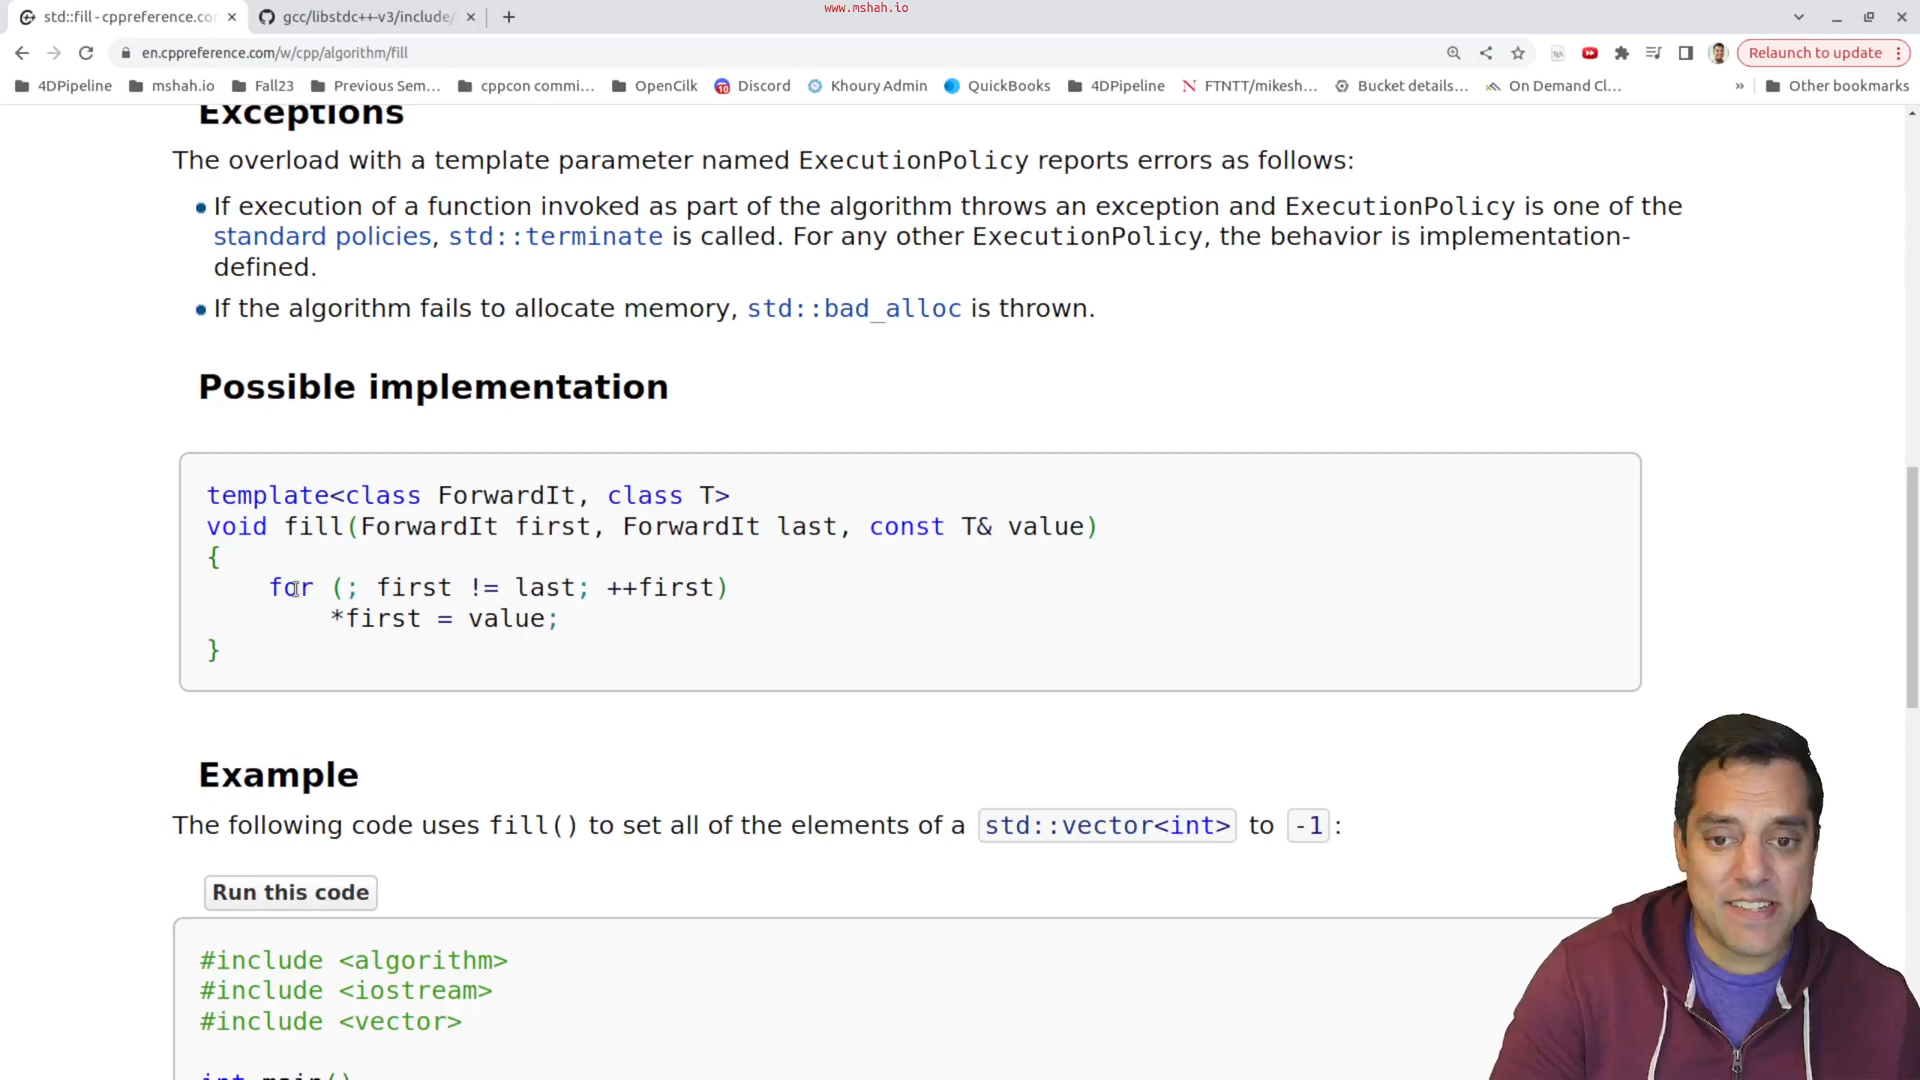 www.mshah.io
std::fill - cppreference.co
gcc/libstdc++-v3/include/
en.cppreference.com/w/cpp/algorithm/fill
Relaunch to update
4DPipeline
mshah.io
Fall23
Previous Sem...
cppcon commi...
OpenCilk
Discord
Khoury Admin
QuickBooks
4DPipeline
FTNTT/mikesh...
Bucket details...
On Demand Cl...
»
Other bookmarks
Exceptions
The overload with a template parameter named ExecutionPolicy reports errors as follows:
If execution of a function invoked as part of the algorithm throws an exception and ExecutionPolicy is one of the
standard policies, std::terminate is called. For any other ExecutionPolicy, the behavior is implementation-
defined.
If the algorithm fails to allocate memory, std::bad_alloc is thrown.
Possible implementation
template<class ForwardIt, class T>
void fill(ForwardIt first, ForwardIt last, const T& value)
{
for (; first != last; ++first)
*first = value;
}
Example
The following code uses fill() to set all of the elements of a std::vector<int> to -1 :
Run this code
#include <algorithm>
#include <iostream>
#include <vector>
int main()